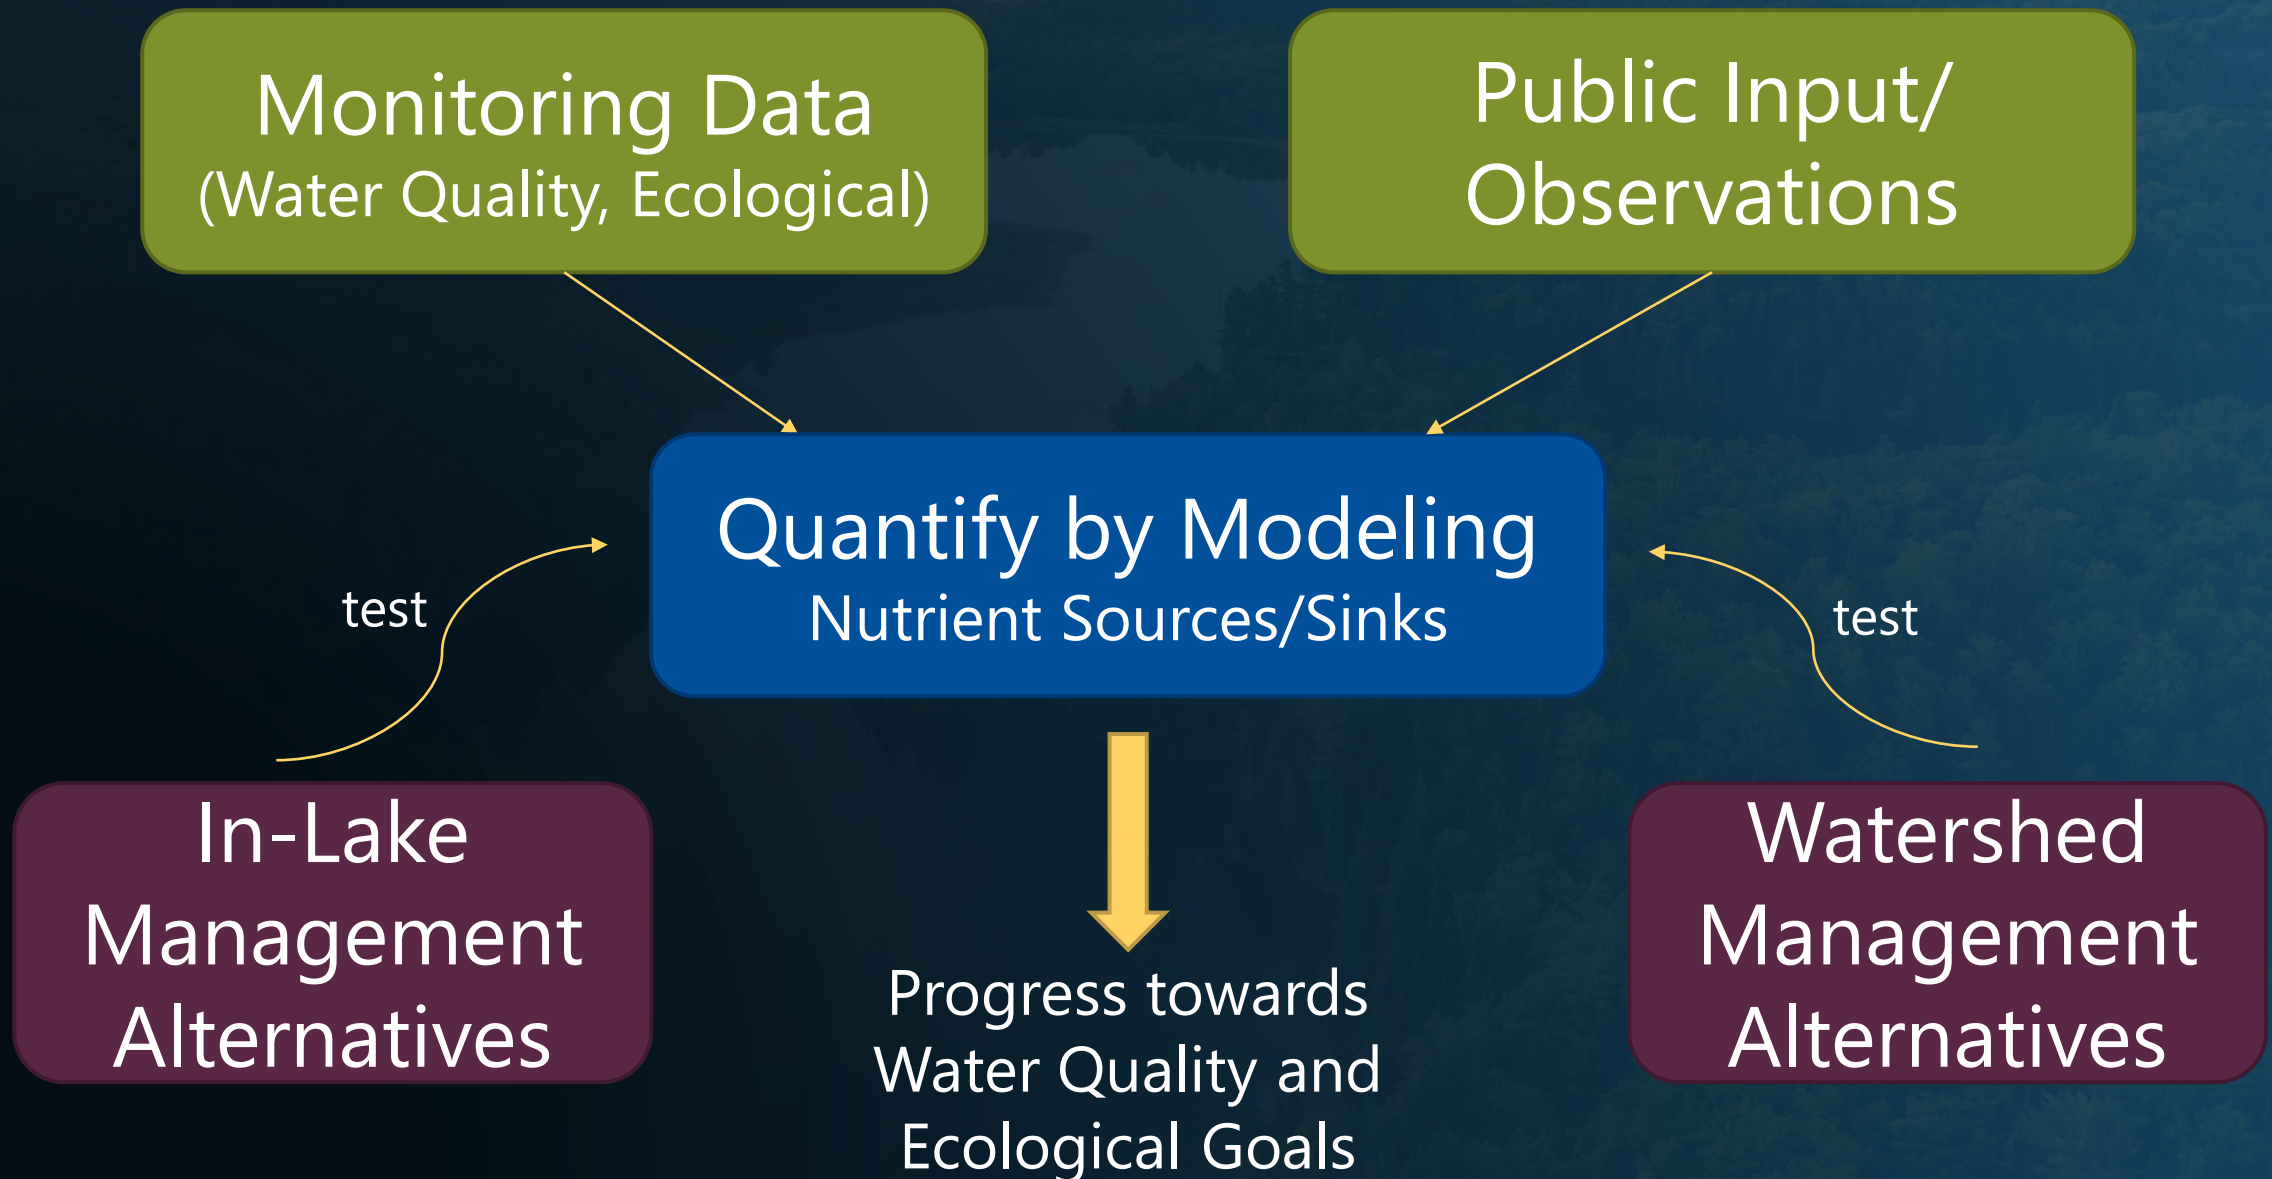 Monitoring Data
(Water Quality, Ecological)
Public Input/
Observations
Quantify by Modeling
Nutrient Sources/Sinks
test
test
In-Lake
Management
Alternatives
Progress towards
Water Quality and
Ecological Goals
Watershed
Management
Alternatives